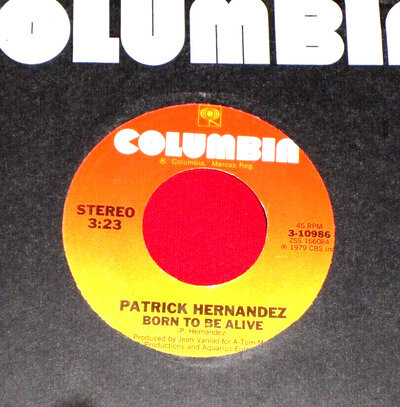 OLUMBIA
COLUMBIA
® Columbia, Marcas Reg
STEREO
3:23
45 RPM
3-10986
ZSS 166084
℗ 1979 CBS Inc
PATRICK HERNANDEZ
BORN TO BE ALIVE
-P. Hernandez-
Produced by Jean Vanloo for A-Tom M
Productions and Aquarius